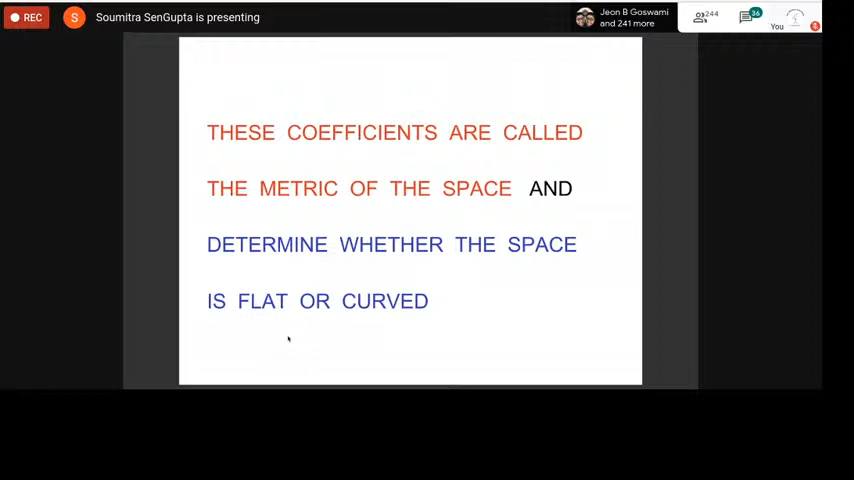 REC
S
Soumitra SenGupta is presenting
Jeon B Goswami
and 241 more
244
36
You
THESE COEFFICIENTS ARE CALLED
THE METRIC OF THE SPACE AND
DETERMINE WHETHER THE SPACE
IS FLAT OR CURVED